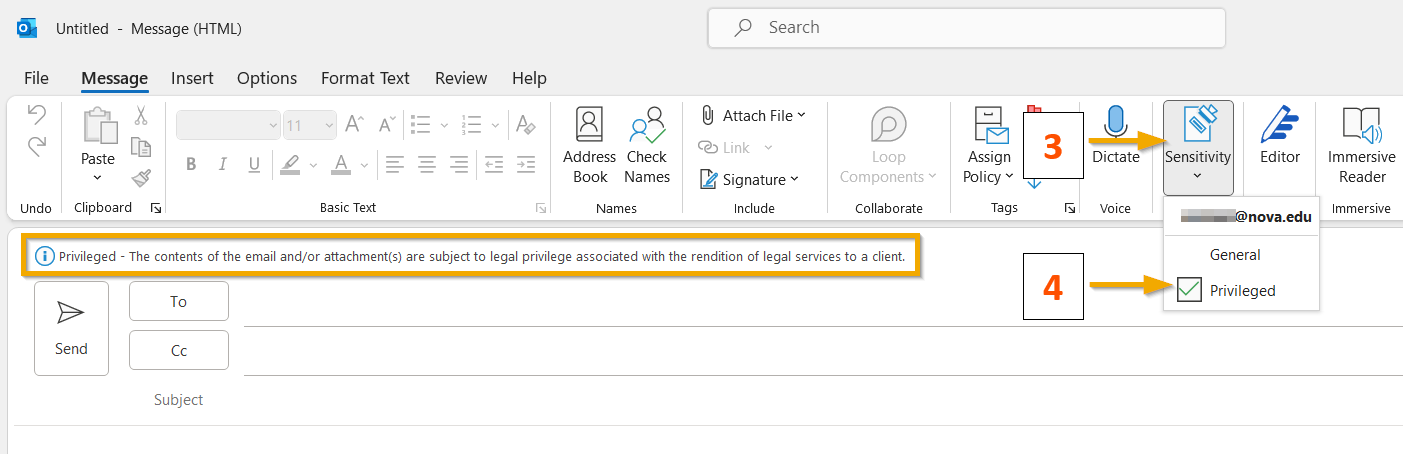 Untitled - Message (HTML)
Search
File Message Insert Options Format Text Review Help
11
Paste
Address Book
Check Names
Attach File
Link
Signature
Loop Components
Assign Policy
3
Dictate
Sensitivity
Editor
Immersive Reader
Undo Clipboard Basic Text Names Include Collaborate Tags Voice Immersive
@nova.edu
Privileged - The contents of the email and/or attachment(s) are subject to legal privilege associated with the rendition of legal services to a client.
General
4
Privileged
Send
To
Cc
Subject